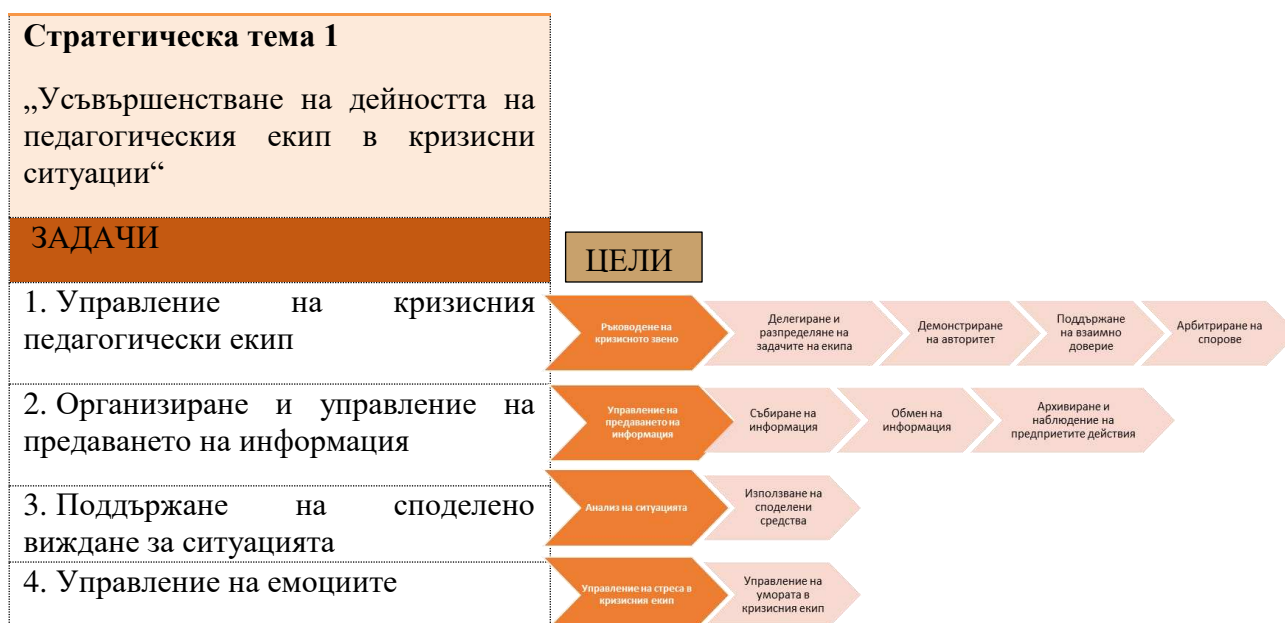 Стратегическа тема 1
„Усъвършенстване на дейността на
педагогическия екип в кризисни
ситуации“
ЗАДАЧИ
ЦЕЛИ
1. Управление на кризисния
педагогически екип
Ръководене на
кризисното звено
Делегиране и
разпределяне на
задачите на екипа
Демонстриране
на авторитет
Поддържане
на взаимно
доверие
Арбитриране на
спорове
2. Организиране и управление на
предаването на информация
Управление на
предаването на
информация
Събиране на
информация
Обмен на
информация
Архивиране и
наблюдение на
предприетите действия
3. Поддържане на споделено
виждане за ситуацията
Анализ на ситуацията
Използване на
споделени
средства
4. Управление на емоциите
Управление на стреса в
кризисния екип
Управление на
умората в
кризисния екип